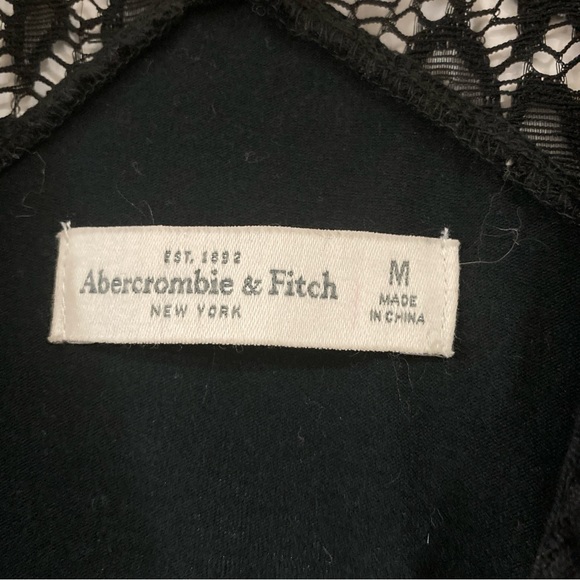 EST. 1892
Abercrombie & Fitch
NEW YORK
M
MADE
IN CHINA